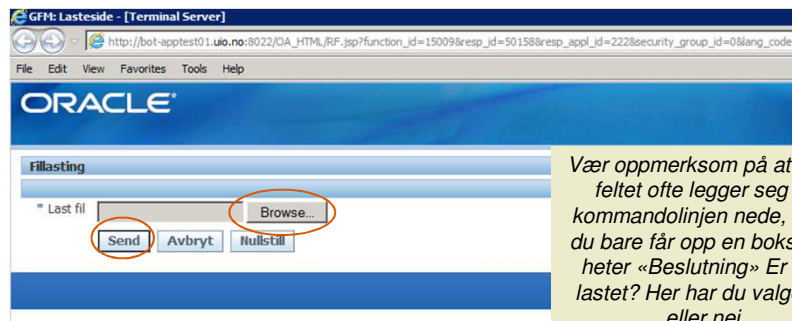 GFM: Lasteside - [Terminal Server]
http://bot-apptest01.uio.no:8022/OA_HTML/RF.jsp?function_id=15009&resp_id=50158&resp_appl_id=222&security_group_id=0&lang_code
File Edit View Favorites Tools Help
ORACLE®
Fillasting
* Last fil Browse...
Send Avbryt Nullstill
Vær oppmerksom på at
feltet ofte legger seg
kommandolinjen nede,
du bare får opp en boks
heter «Beslutning» Er
lastet? Her har du valg
eller nei